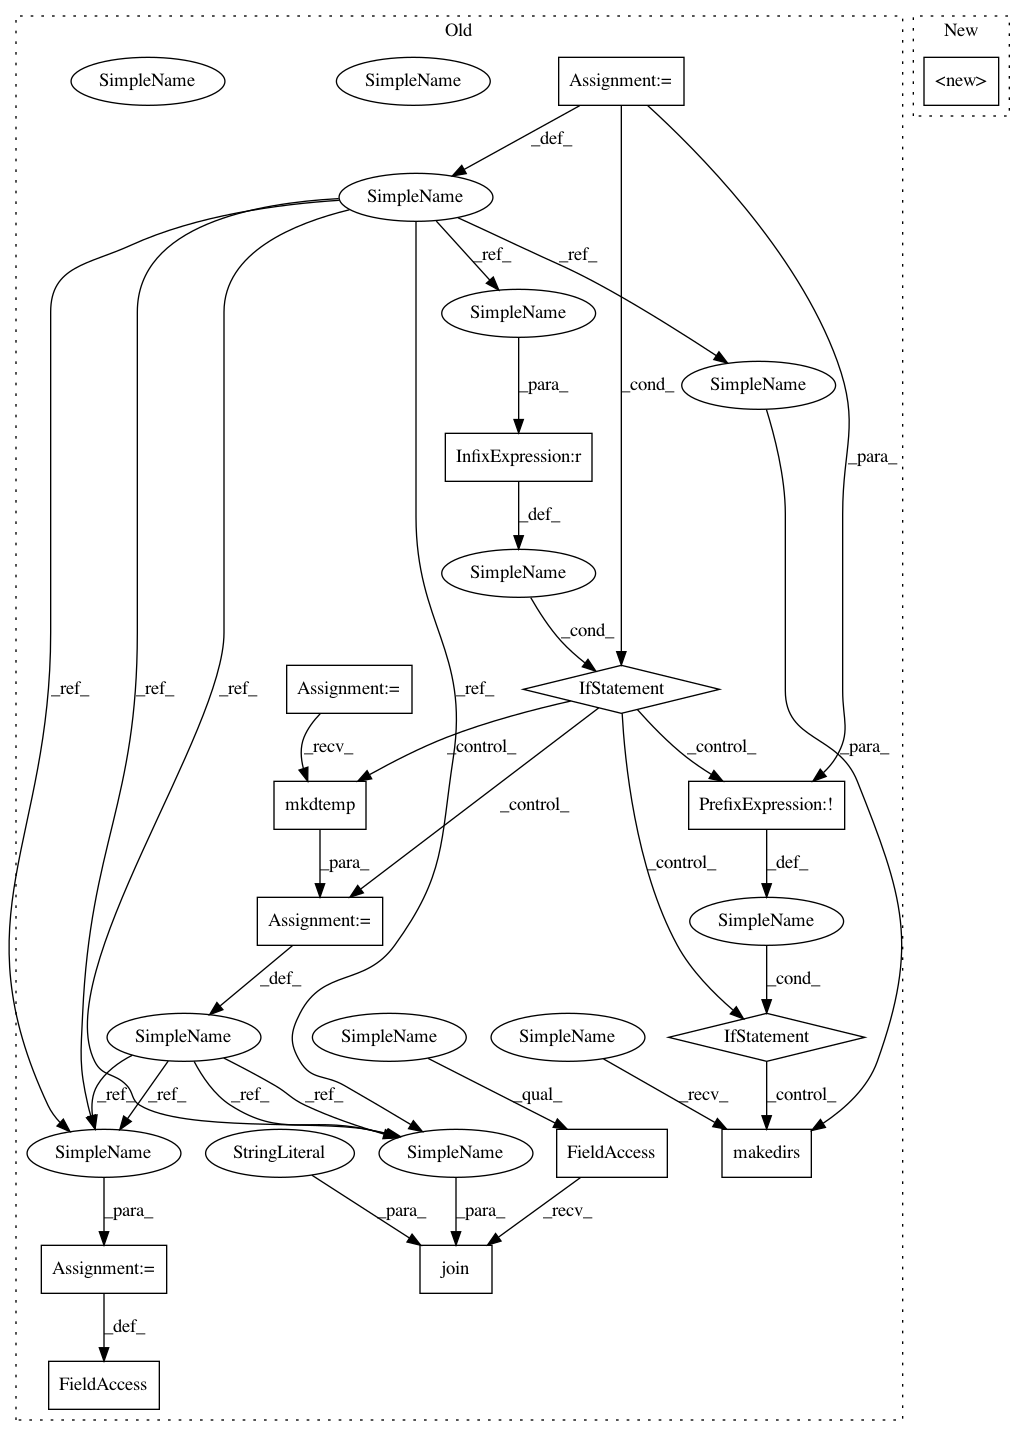 Old
New
SimpleName
SimpleName
Assignment:=
<new>
_def_
SimpleName
_ref_
_ref_
SimpleName
SimpleName
_para_
_cond_
InfixExpression:r
_para_
_def_
SimpleName
_cond_
Assignment:=
IfStatement
_ref_
_ref_
_ref_
_ref_
_recv_
_control_
_control_
_para_
mkdtemp
_control_
PrefixExpression:!
_para_
_control_
_def_
Assignment:=
SimpleName
_def_
_cond_
SimpleName
SimpleName
SimpleName
IfStatement
_ref_
_ref_
_ref_
_ref_
_qual_
_recv_
_control_
SimpleName
StringLiteral
SimpleName
FieldAccess
makedirs
_para_
_para_
_para_
_recv_
Assignment:=
join
_def_
FieldAccess